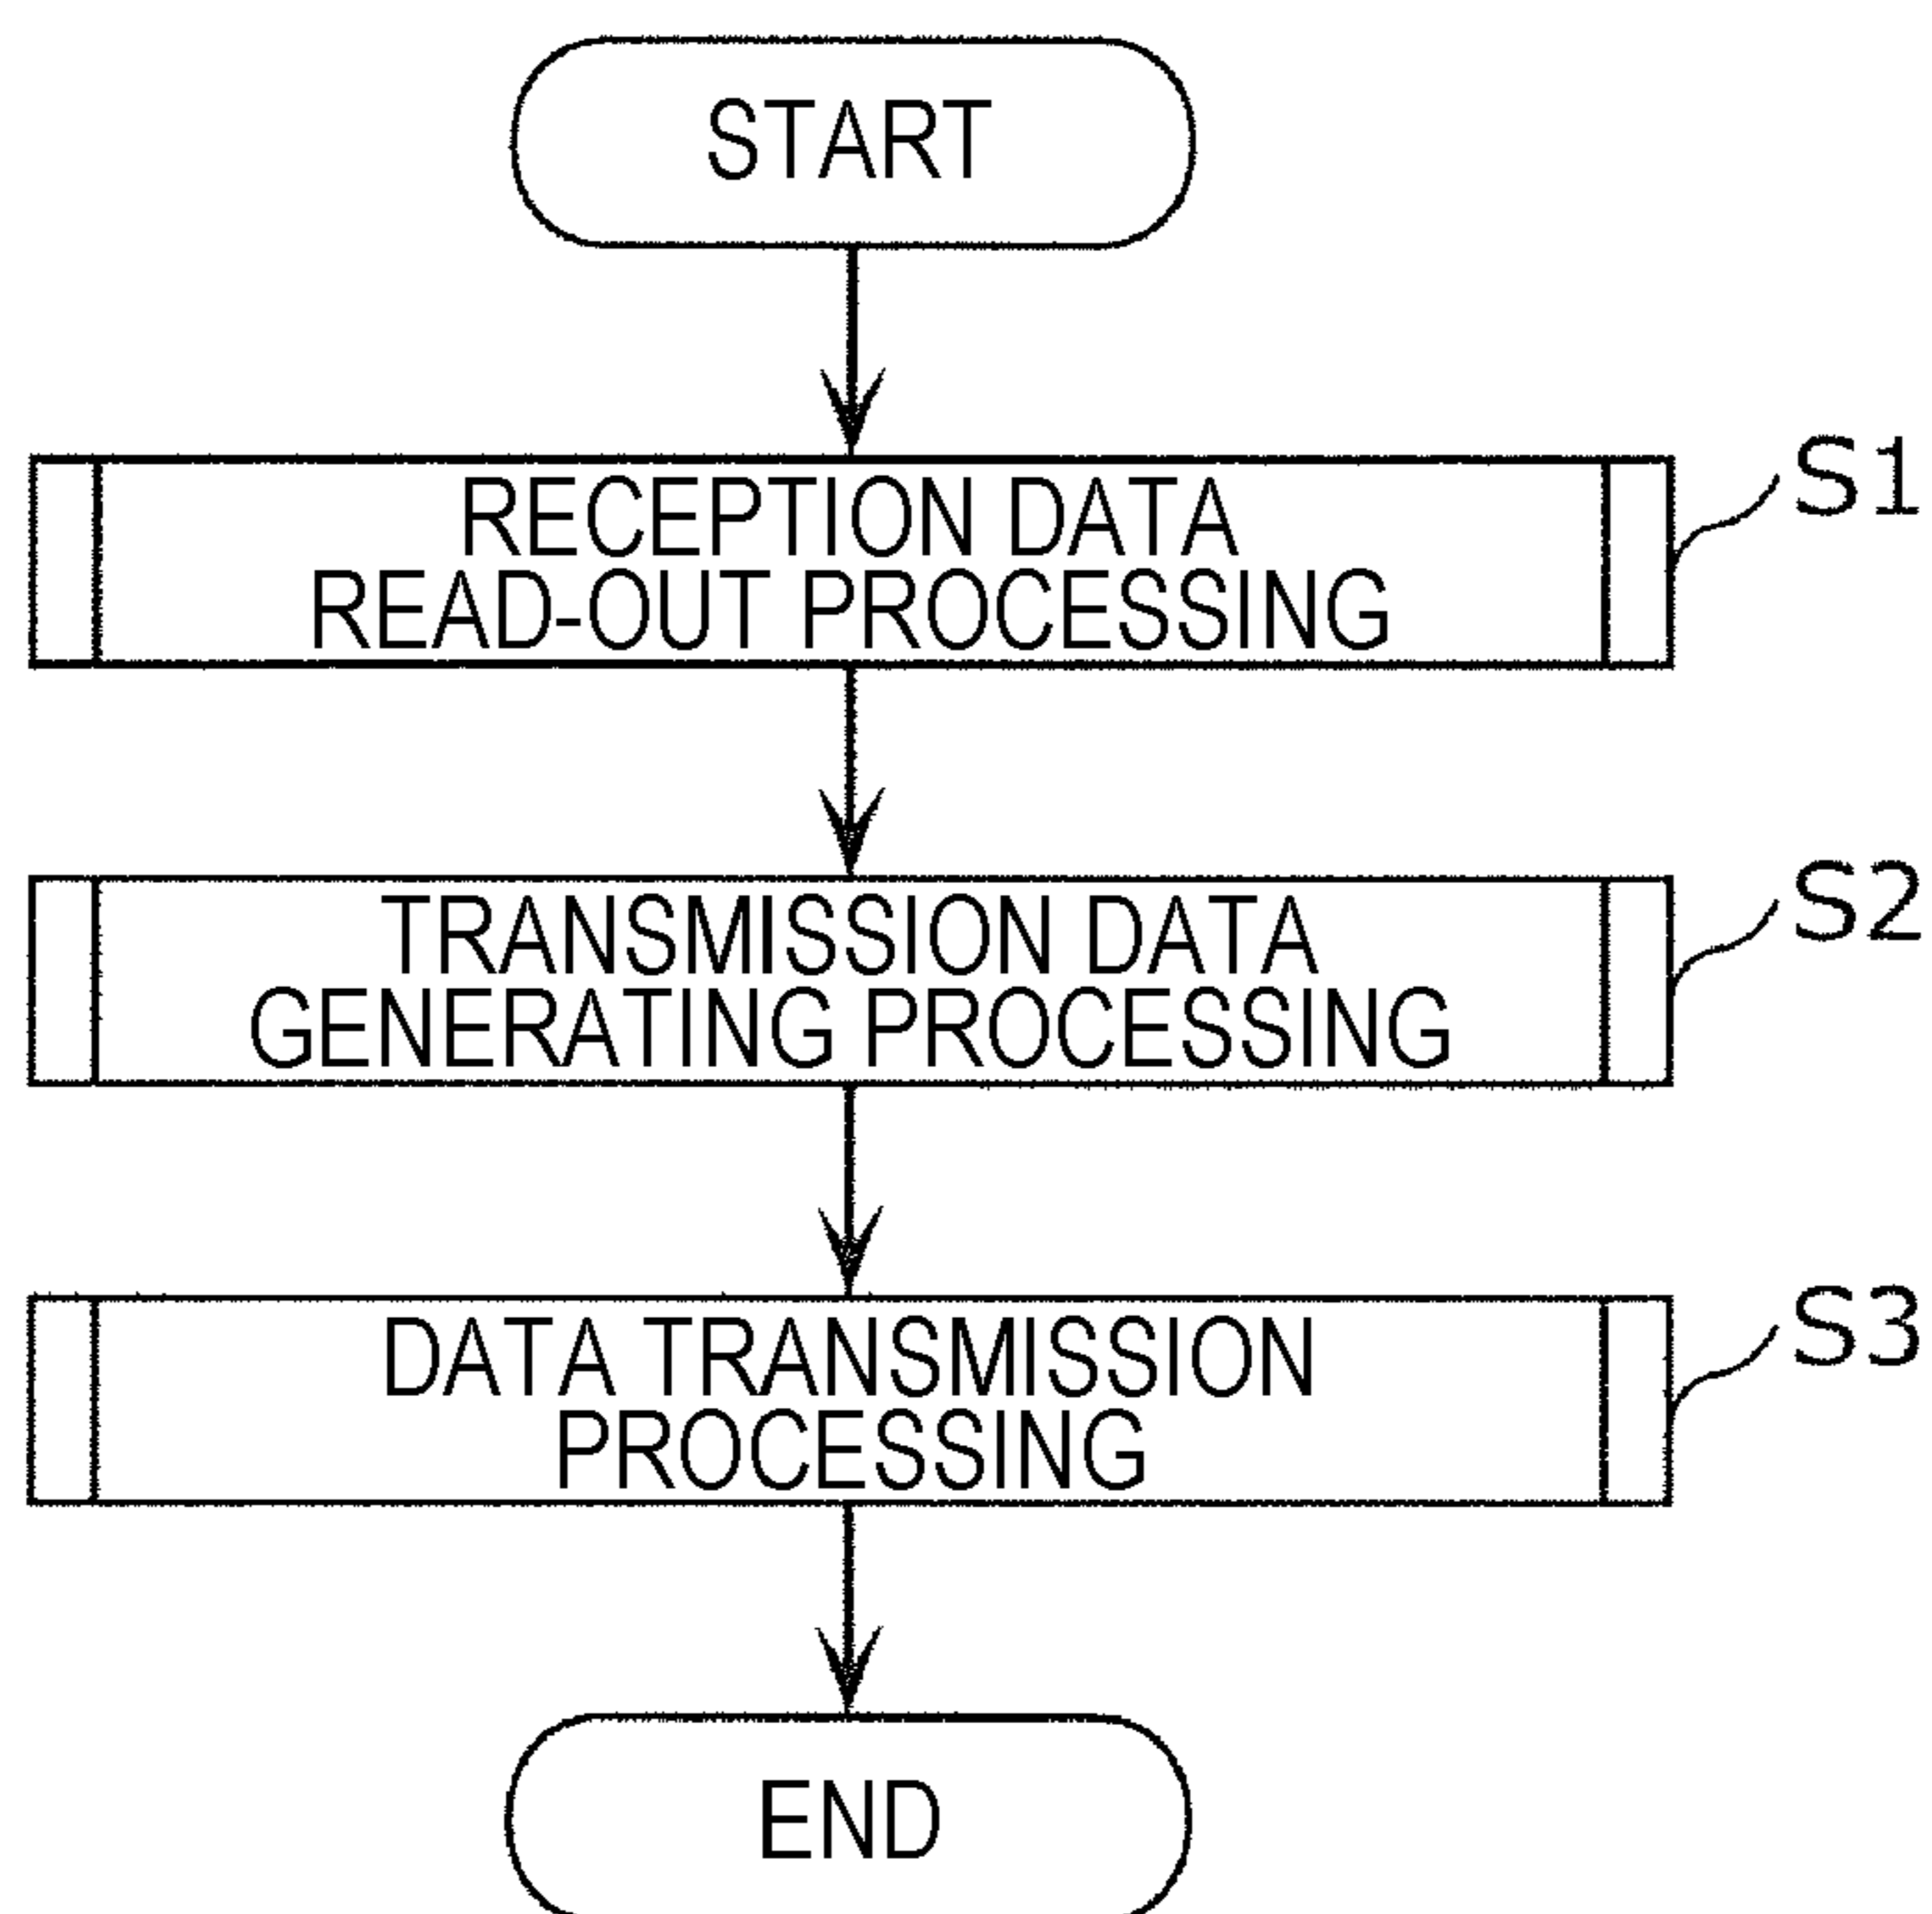 START
RECEPTION DATA
READ-OUT PROCESSING
S1
TRANSMISSION DATA
GENERATING PROCESSING
S2
DATA TRANSMISSION
PROCESSING
S3
END